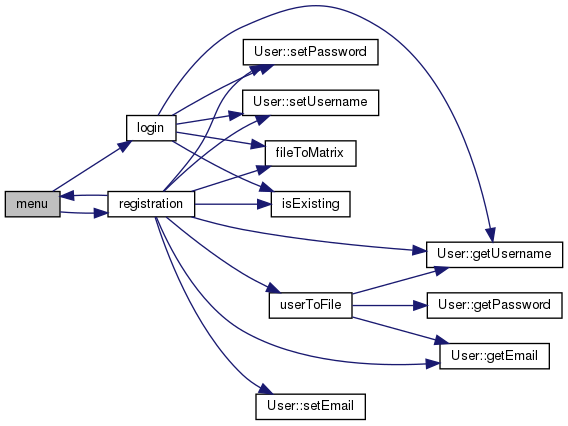 User::setPassword
User::setUsername
login
fileToMatrix
menu
registration
isExisting
User::getUsername
userToFile
User::getPassword
User::getEmail
User::setEmail